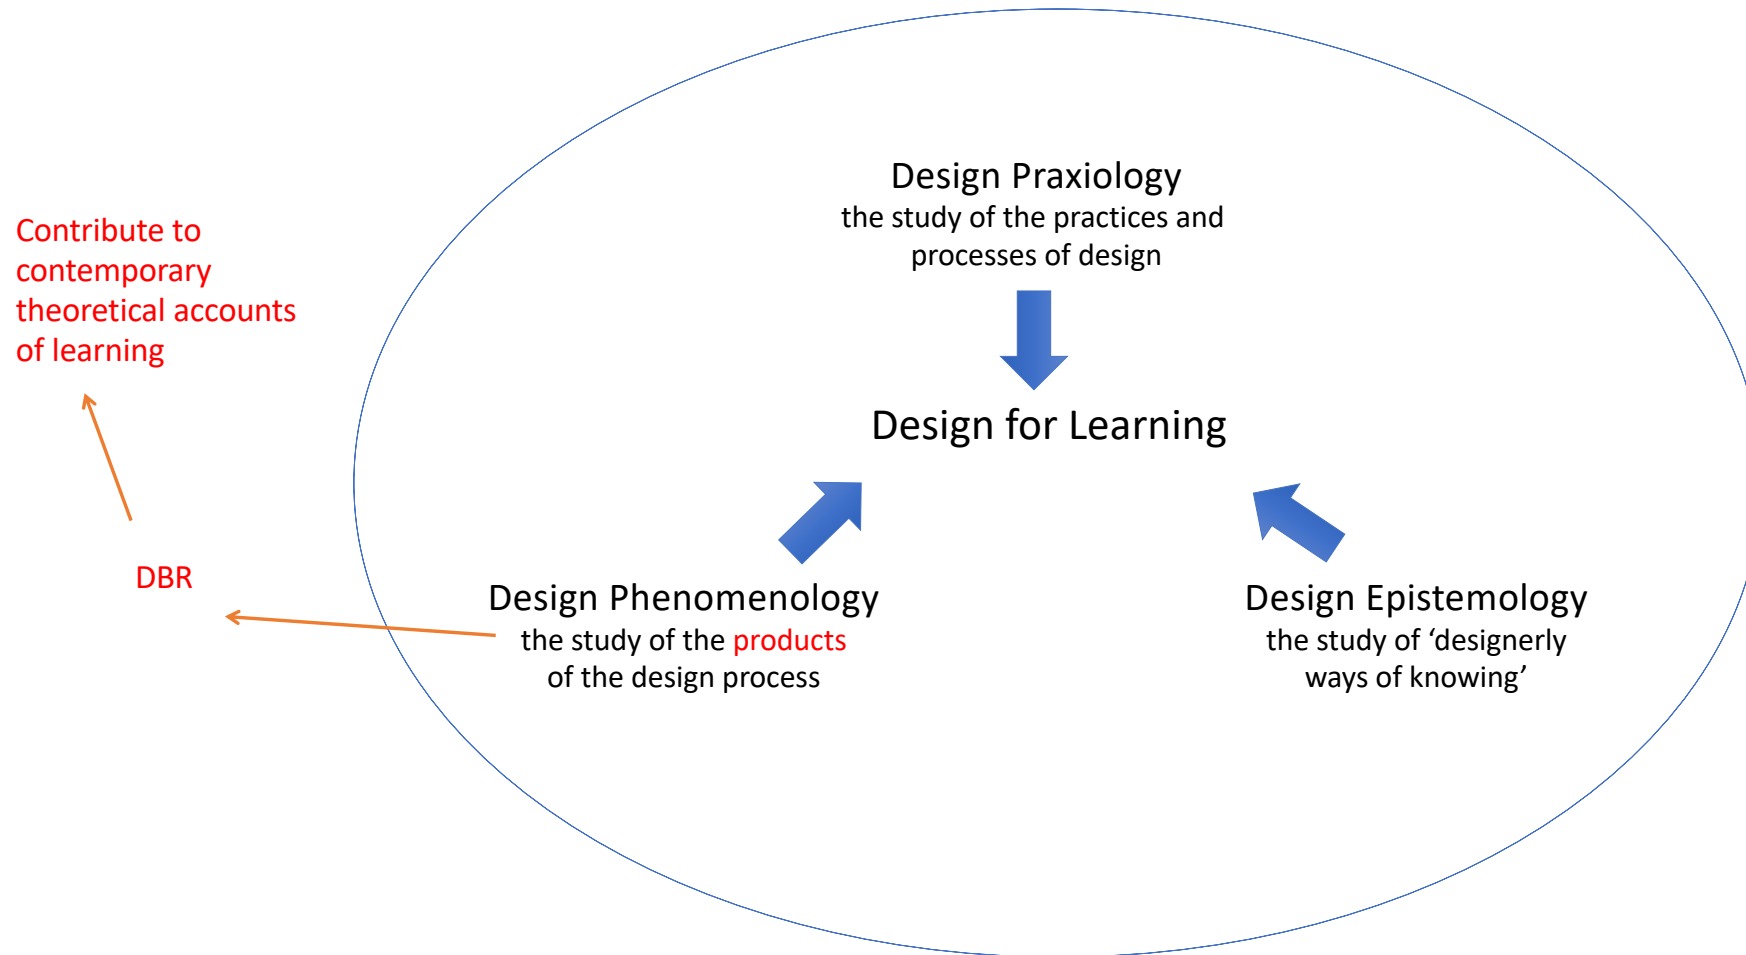 Design Praxiology
the study of the practices and
processes of design
Contribute to
contemporary
theoretical accounts
of learning
Design for Learning
DBR
Design Phenomenology
the study of the products
of the design process
Design Epistemology
the study of ‘designerly
ways of knowing’